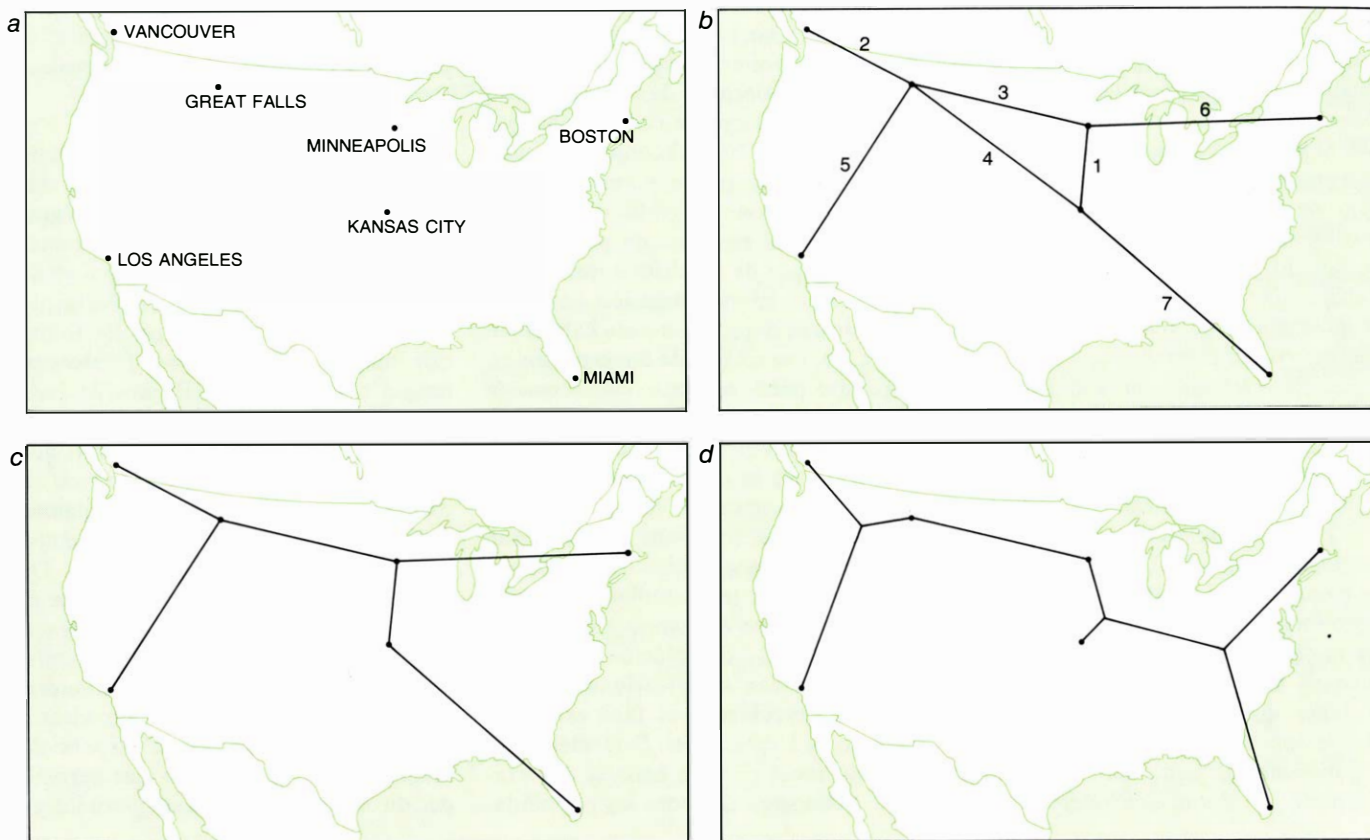 a
VANCOUVER
GREAT FALLS
MINNEAPOLIS
BOSTON
KANSAS CITY
LOS ANGELES
MIAMI
b
2
3
6
5
4
1
7
c
d